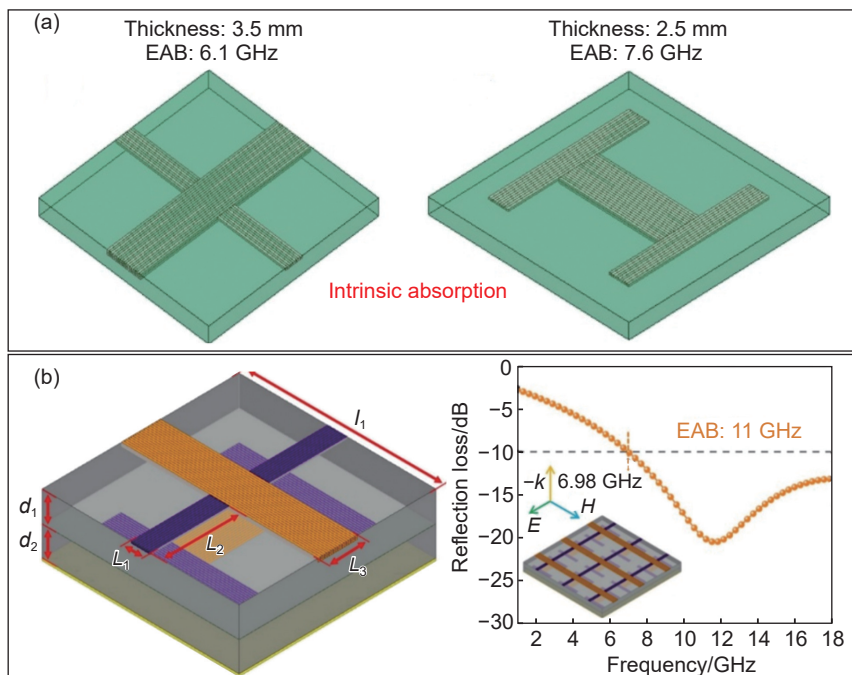 (a)
Thickness: 3.5 mm
EAB: 6.1 GHz
Thickness: 2.5 mm
EAB: 7.6 GHz
Intrinsic absorption
(b)
l₁
d₁
d₂
L₁
L₂
L₃
Reflection loss/dB
0
−5
−10
−15
−20
−25
−30
EAB: 11 GHz
6.98 GHz
−k
E
H
2 4 6 8 10 12 14 16 18
Frequency/GHz